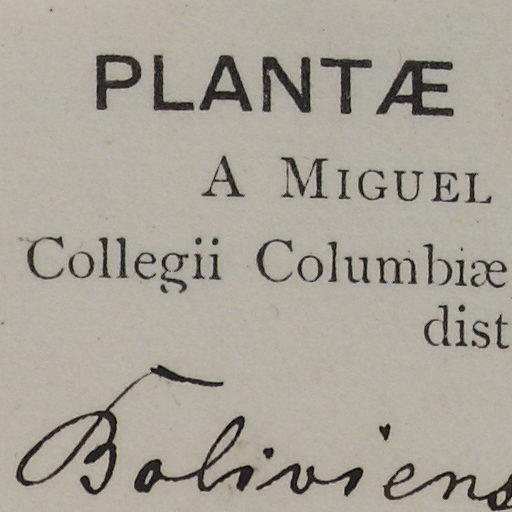 PLANTÆ
A MIGUEL
Collegii Columbiæ
dist
Boliviens